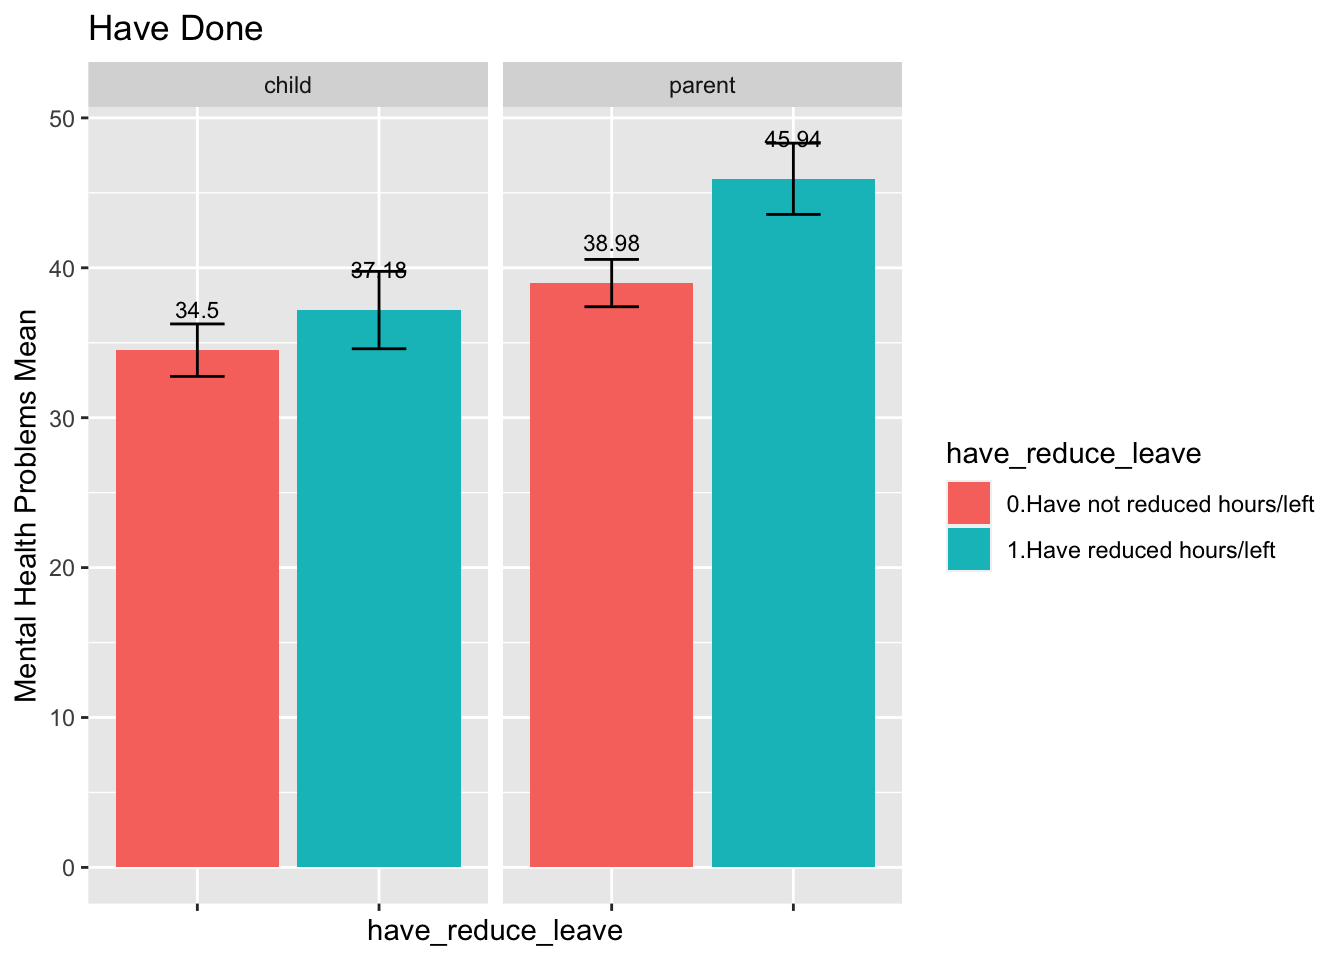 Have Done
child
parent
Mental Health Problems Mean
50
40
30
20
10
0
34.5
37.18
38.98
45.94
have_reduce_leave
have_reduce_leave
0.Have not reduced hours/left
1.Have reduced hours/left